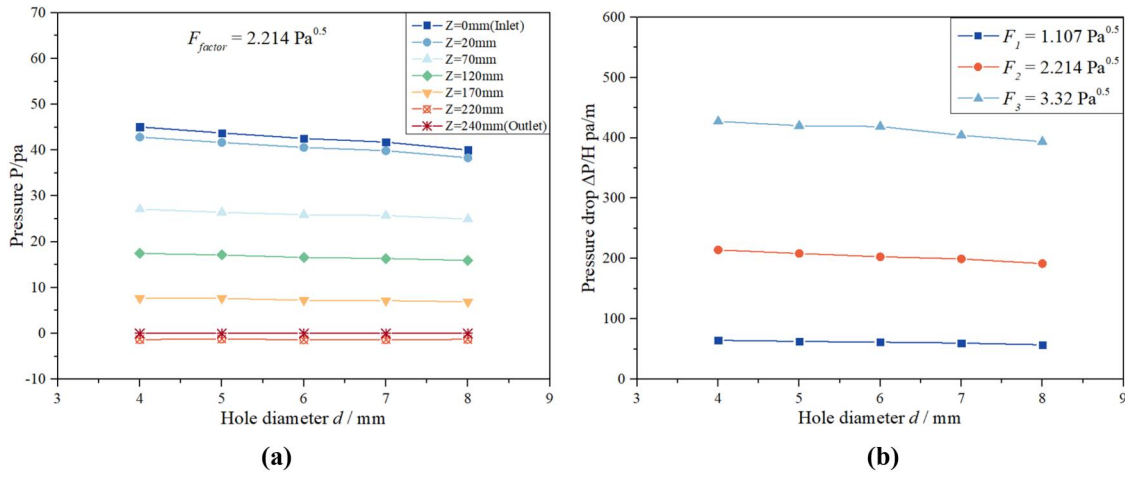 F_factor = 2.214 Pa^0.5
Z=0mm(Inlet)
Z=20mm
Z=70mm
Z=120mm
Z=170mm
Z=220mm
Z=240mm(Outlet)
Pressure P/pa
70
60
50
40
30
20
10
0
-10
3 4 5 6 7 8 9
Hole diameter d / mm
(a)
F_1 = 1.107 Pa^0.5
F_2 = 2.214 Pa^0.5
F_3 = 3.32 Pa^0.5
Pressure drop ΔP/H pa/m
600
500
400
300
200
100
0
3 4 5 6 7 8 9
Hole diameter d / mm
(b)